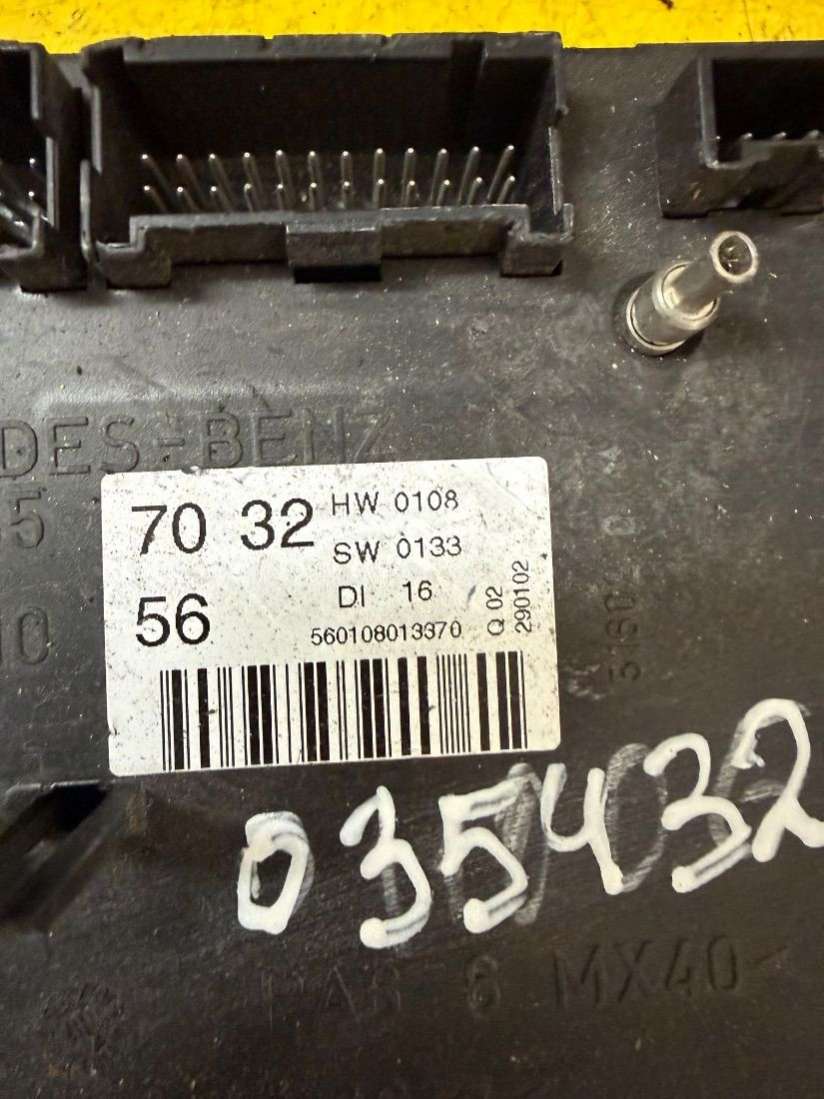 DES-BENZ
70 32 HW 0108
SW 0133
56 DI 16
560108013370
Q 02
290102
035432
MX40